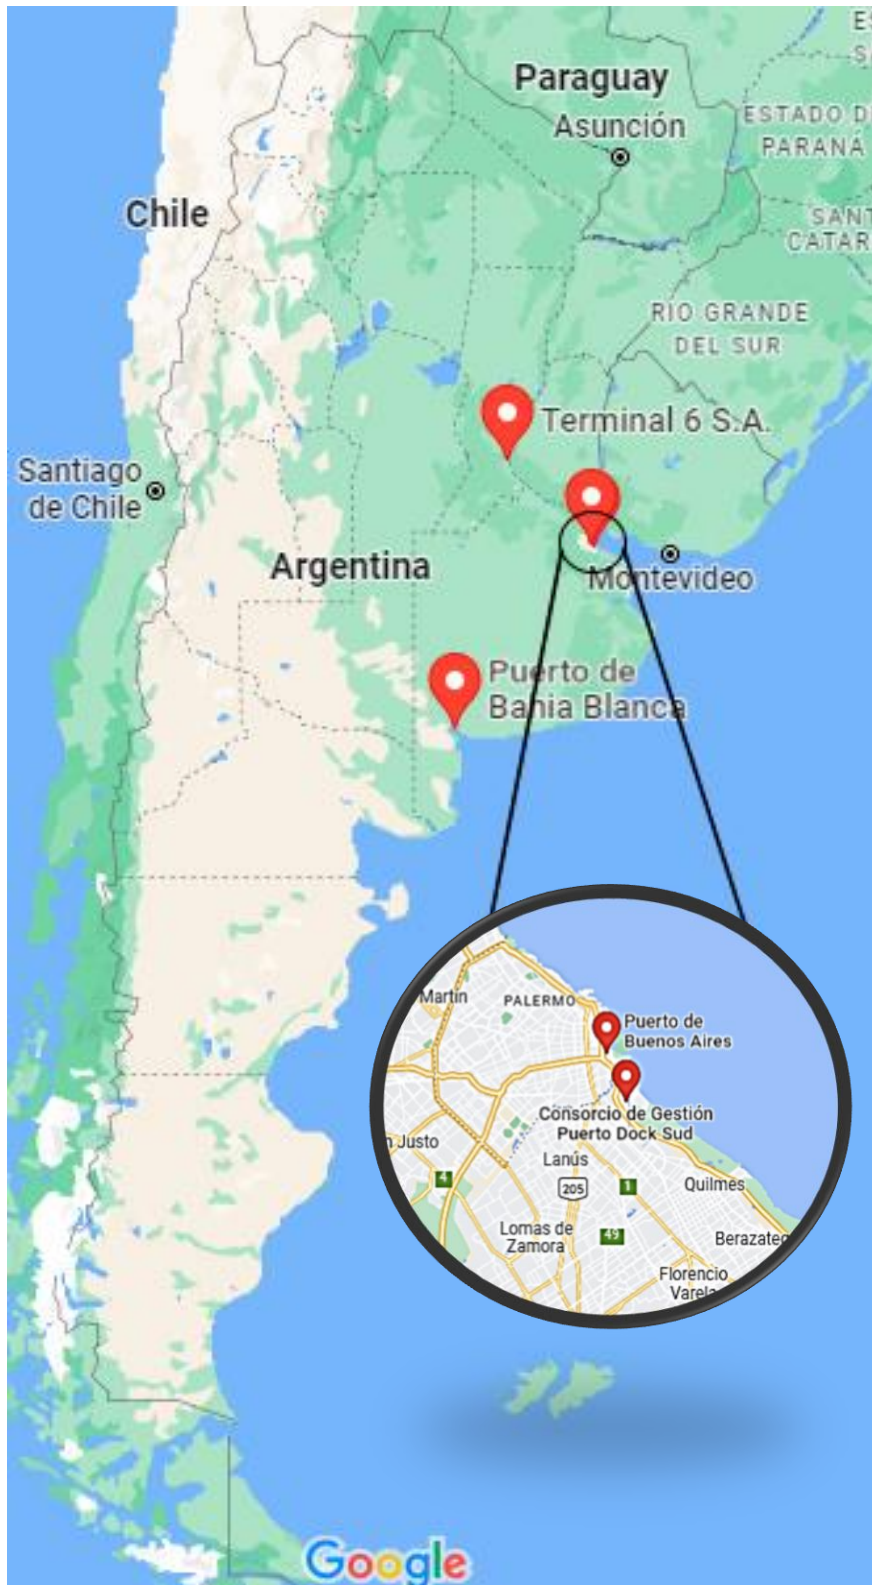 Paraguay
Asunción
ESTADO DE
PARANÁ
Chile
SANT
CATAR
RIO GRANDE
DEL SUR
Terminal 6 S.A.
Santiago
de Chile
Argentina
Montevideo
Puerto de
Bahia Blanca
Martín
PALERMO
Puerto de
Buenos Aires
Consorcio de Gestión
Puerto Dock Sud
n Justo
Lanús
4
205
1
Quilmes
Lomas de
Zamora
49
Berazateg
Florencio
Varela
Google